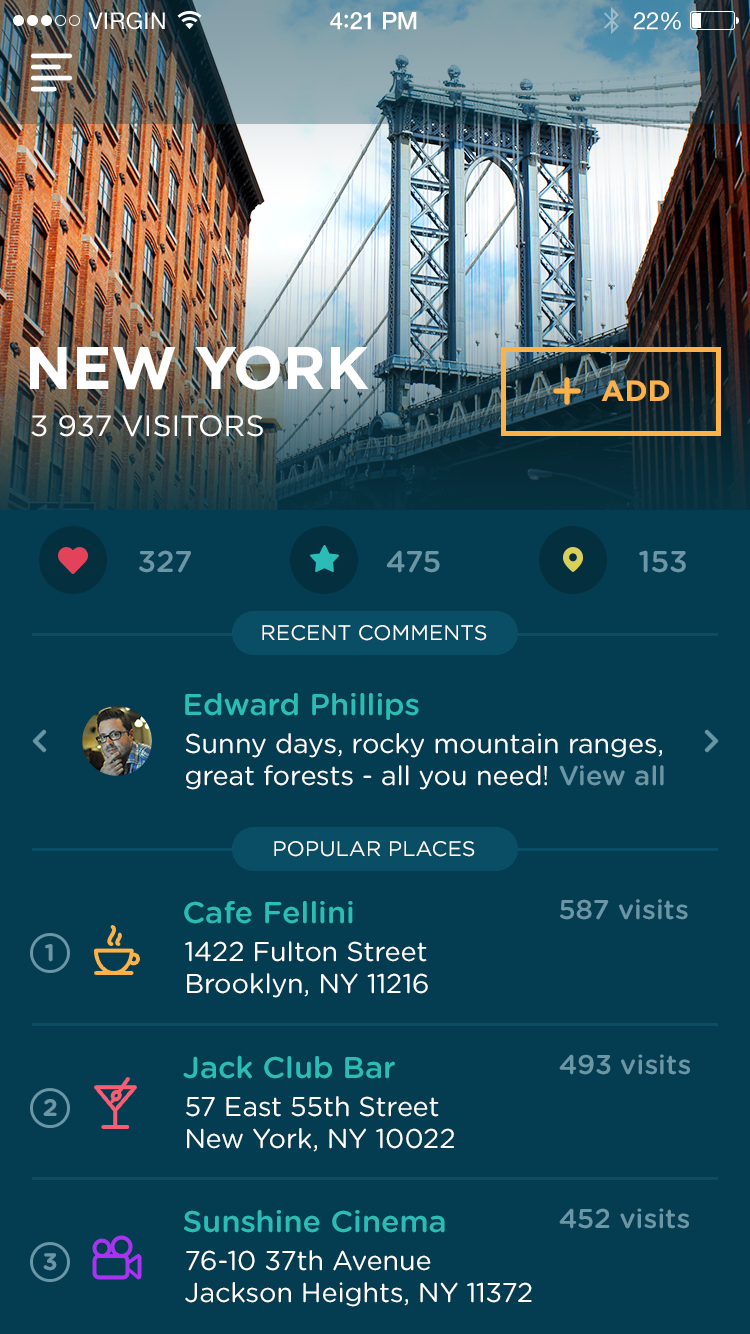 VIRGIN 4:21 PM 22%
NEW YORK
3 937 VISITORS
+ ADD
327 475 153
RECENT COMMENTS
Edward Phillips
Sunny days, rocky mountain ranges,
great forests - all you need! View all
POPULAR PLACES
Cafe Fellini 587 visits
1
1422 Fulton Street
Brooklyn, NY 11216
Jack Club Bar 493 visits
2
57 East 55th Street
New York, NY 10022
Sunshine Cinema 452 visits
3
76-10 37th Avenue
Jackson Heights, NY 11372